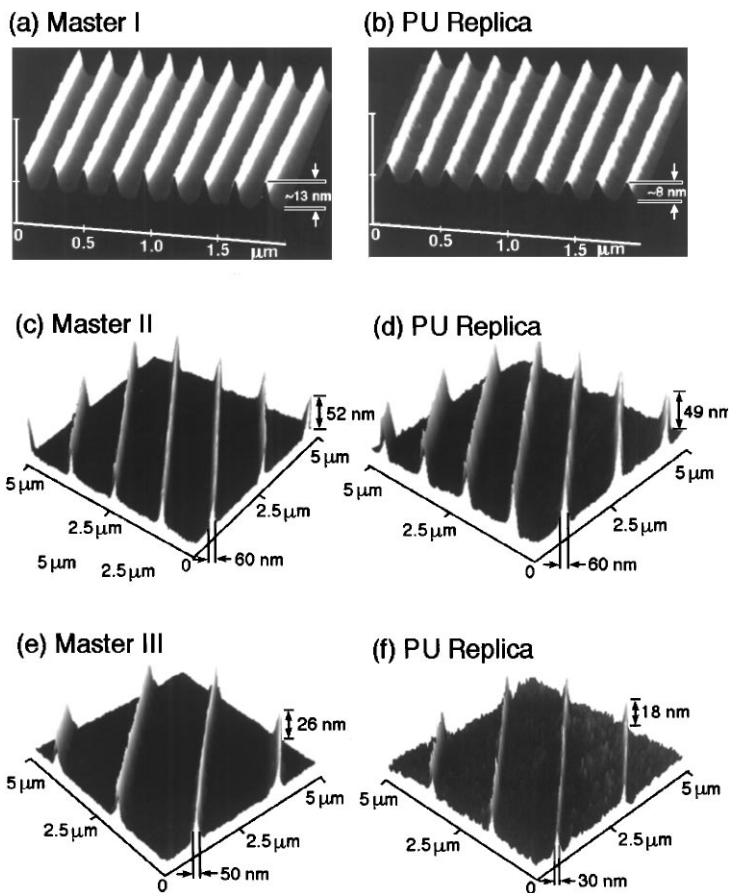 (a) Master I
~13 nm
0
0.5
1.0
1.5
μm
(b) PU Replica
~8 nm
0
0.5
1.0
1.5
μm
(c) Master II
52 nm
5 μm
2.5 μm
0
2.5 μm
5 μm
60 nm
5 μm
2.5 μm
(d) PU Replica
49 nm
5 μm
2.5 μm
0
2.5 μm
5 μm
60 nm
(e) Master III
26 nm
5 μm
2.5 μm
0
2.5 μm
5 μm
50 nm
(f) PU Replica
18 nm
5 μm
2.5 μm
0
2.5 μm
5 μm
30 nm